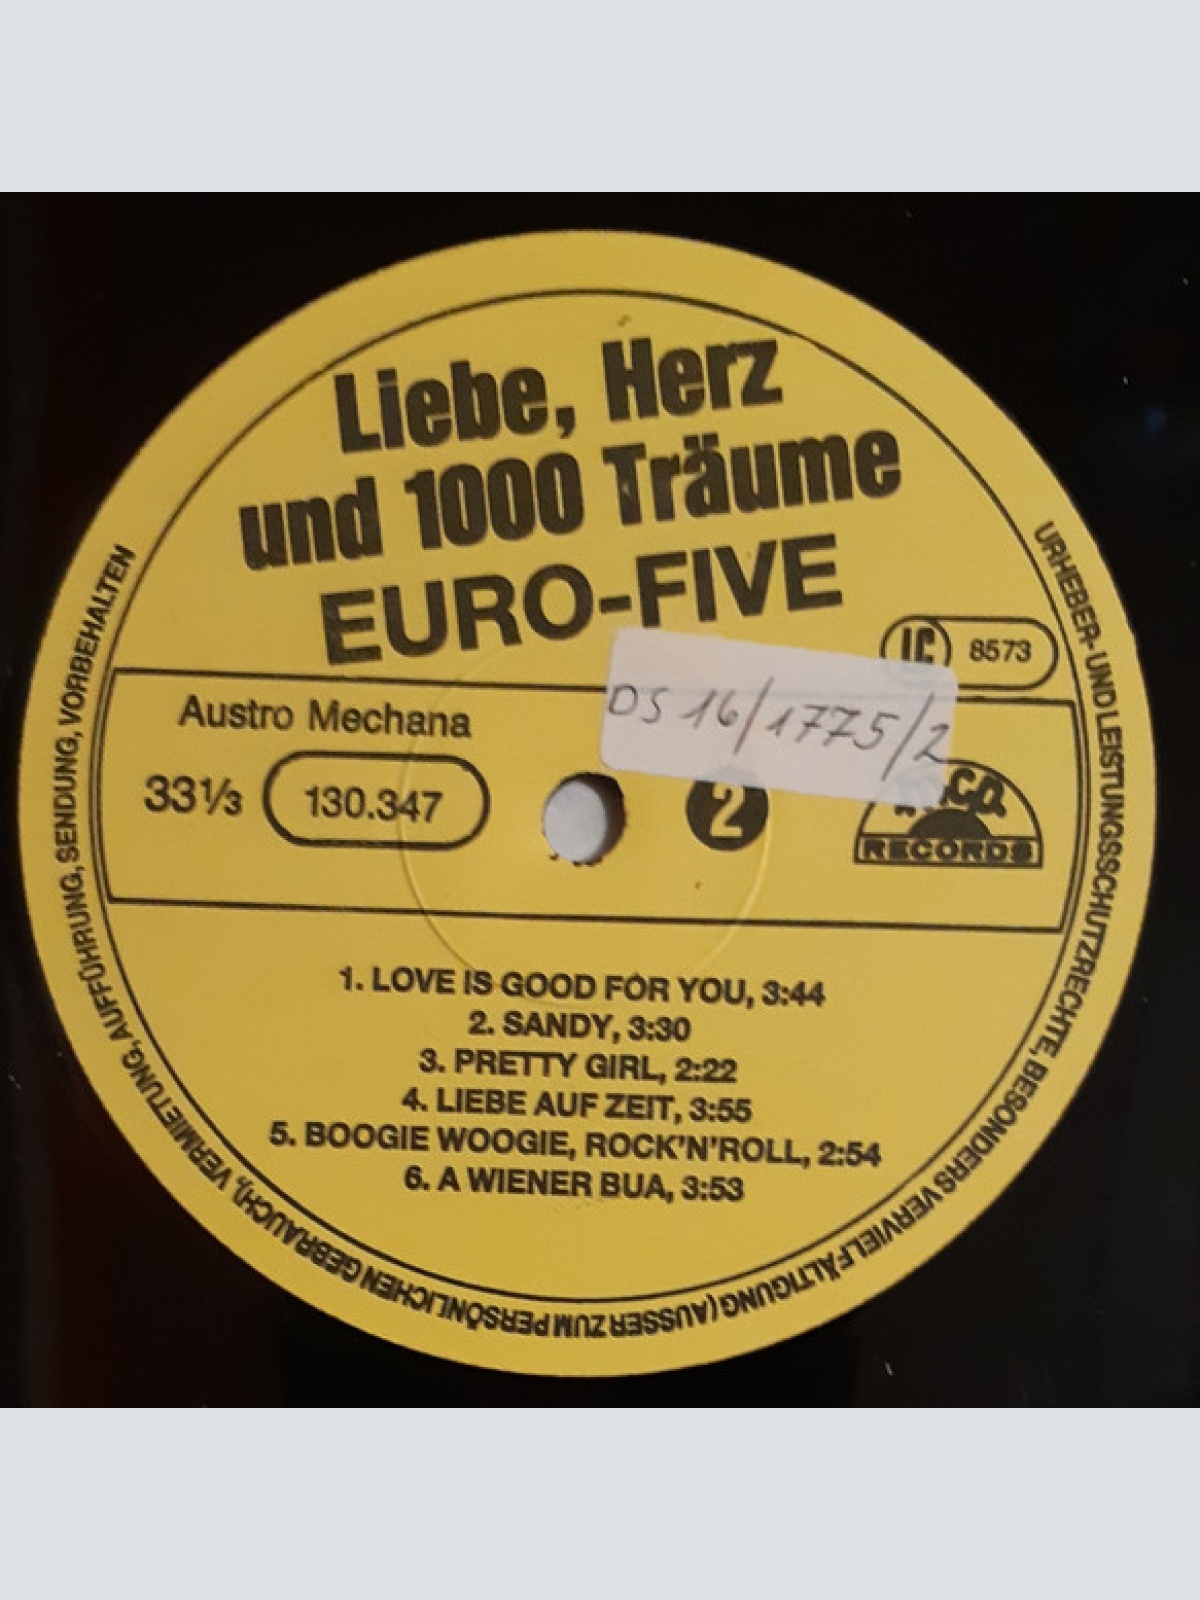 Liebe, Herz
und 1000 Träume
EURO-FIVE
LC 8573
DS 16/1775/2
Austro Mechana
33⅓ 130.347
2
RECORDS
1. LOVE IS GOOD FOR YOU, 3:44
2. SANDY, 3:30
3. PRETTY GIRL, 2:22
4. LIEBE AUF ZEIT, 3:55
5. BOOGIE WOOGIE, ROCK'N'ROLL, 2:54
6. A WIENER BUA, 3:53
URHEBER- UND LEISTUNGSSCHUTZRECHTE, BESONDERS VERVIELFÄLTIGUNG (AUSSER ZUM PERSÖNLICHEN GEBRAUCH), VERMIETUNG, AUFFÜHRUNG, SENDUNG, VORBEHALTEN